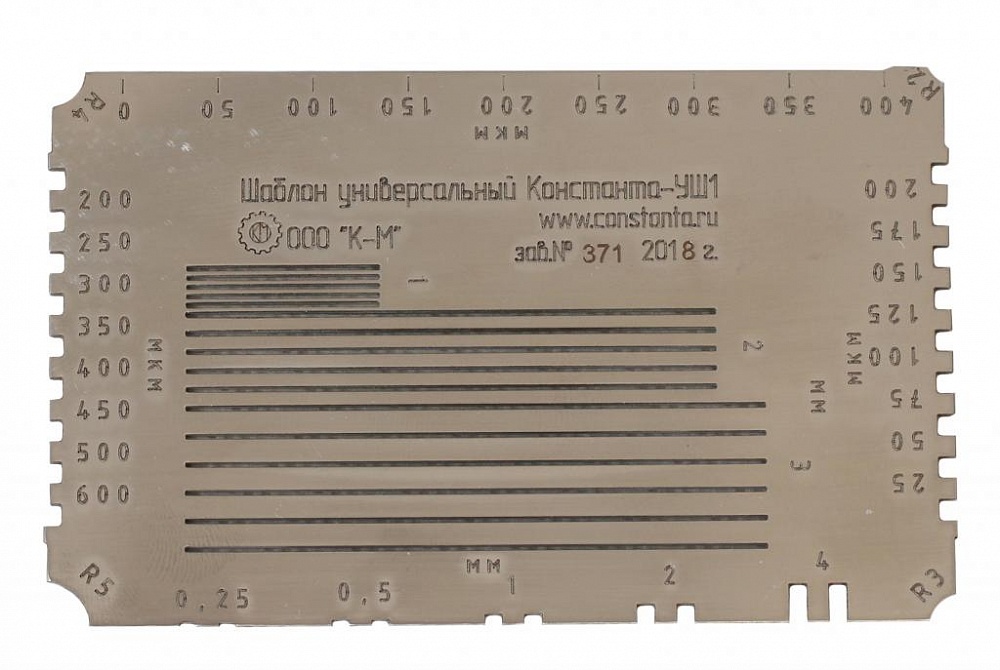 R4 0 50 100 150 200 250 300 350 400 R2
МКМ
Шаблон универсальный Константа-УШ1
www.constanta.ru
ООО "К-М"
зав.№ 371 2018 г.
200
250
300
350
400
450
500
600
МКМ
1
2
3
ММ
200
175
150
125
100
75
50
25
МКМ
ММ
R5 0,25 0,5 1 2 4 R3